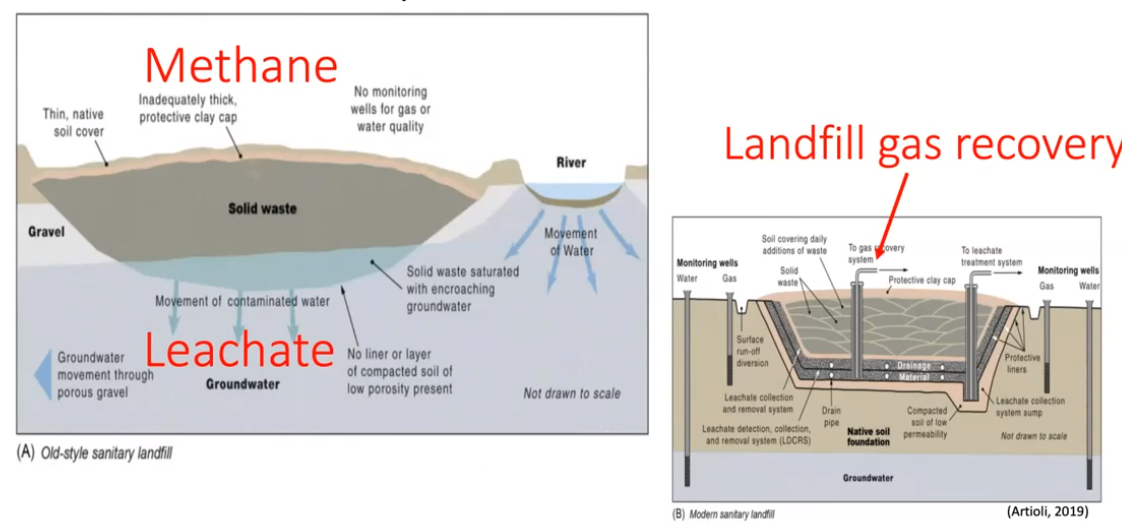 Methane
Thin, native
soil cover
Inadequately thick,
protective clay cap
No monitoring
wells for gas or
water quality
River
Solid waste
Gravel
Movement
of Water
Solid waste saturated
with encroaching
groundwater
Movement of contaminated water
Leachate
Groundwater
movement through
porous gravel
Groundwater
No liner or layer
of compacted soil of
low porosity present
Not drawn to scale
(A) Old-style sanitary landfill
Landfill gas recovery
Soil covering daily
additions of waste
To gas recovery
system
To leachate
treatment system
Monitoring wells
Water
Gas
Solid
waste
Protective clay cap
Monitoring wells
Gas
Water
Surface
run-off
diversion
Protective
liners
Drainage
Material
Leachate collection
and removal system
Drain
pipe
Compacted
soil of low
permeability
Leachate collection
system sump
Leachate detection, collection,
and removal system (LDCRS)
Native soil
foundation
Not drawn to scale
Groundwater
(B) Modern sanitary landfill
(Artioli, 2019)